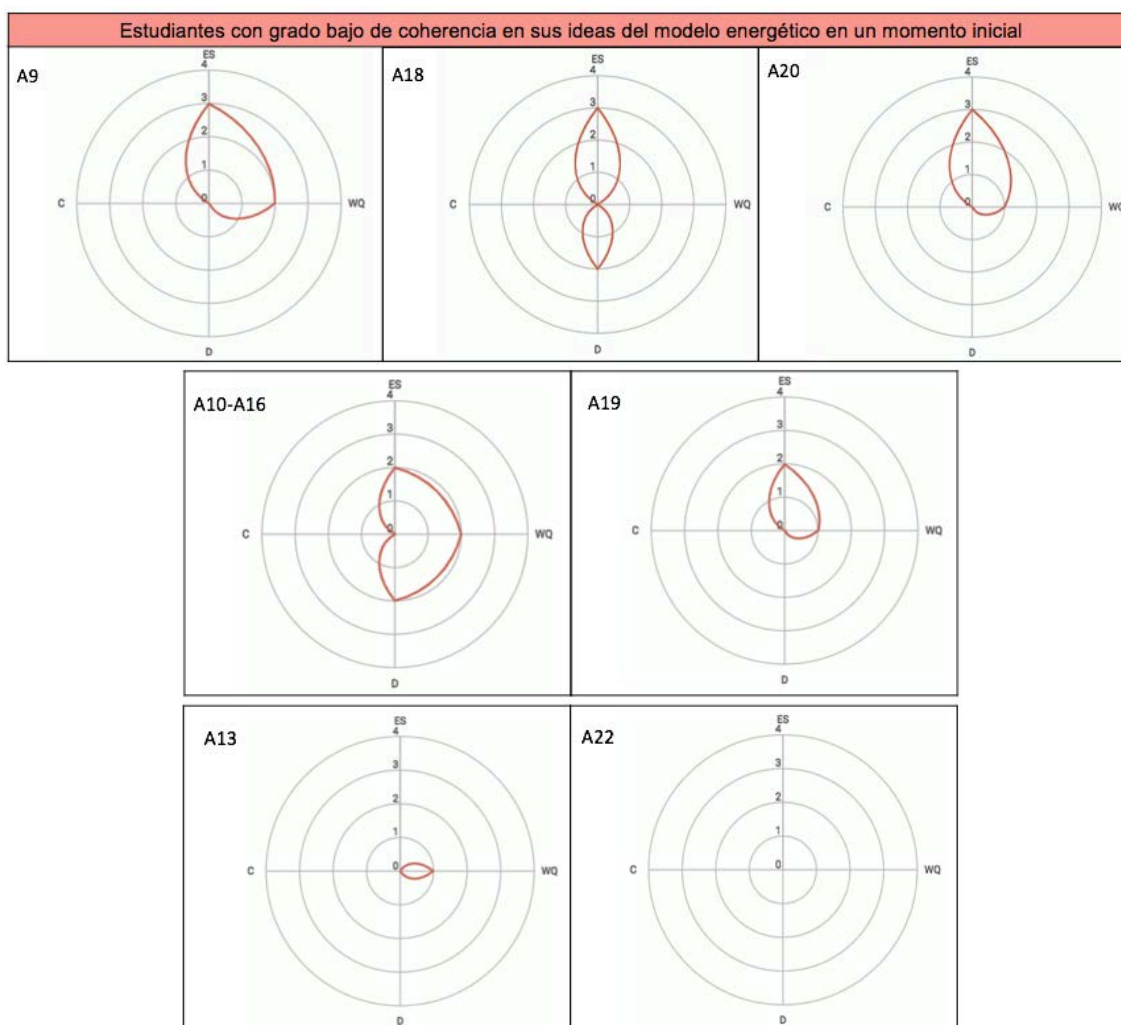 Estudiantes con grado bajo de coherencia en sus ideas del modelo energético en un momento inicial
A9
ES
4
3
2
1
0
C
WQ
D
A18
ES
4
3
2
1
0
C
WQ
D
A20
ES
4
3
2
1
0
C
WQ
D
A10-A16
ES
4
3
2
1
0
C
WQ
D
A19
ES
4
3
2
1
0
C
WQ
D
A13
ES
4
3
2
1
0
C
WQ
D
A22
ES
4
3
2
1
0
C
WQ
D